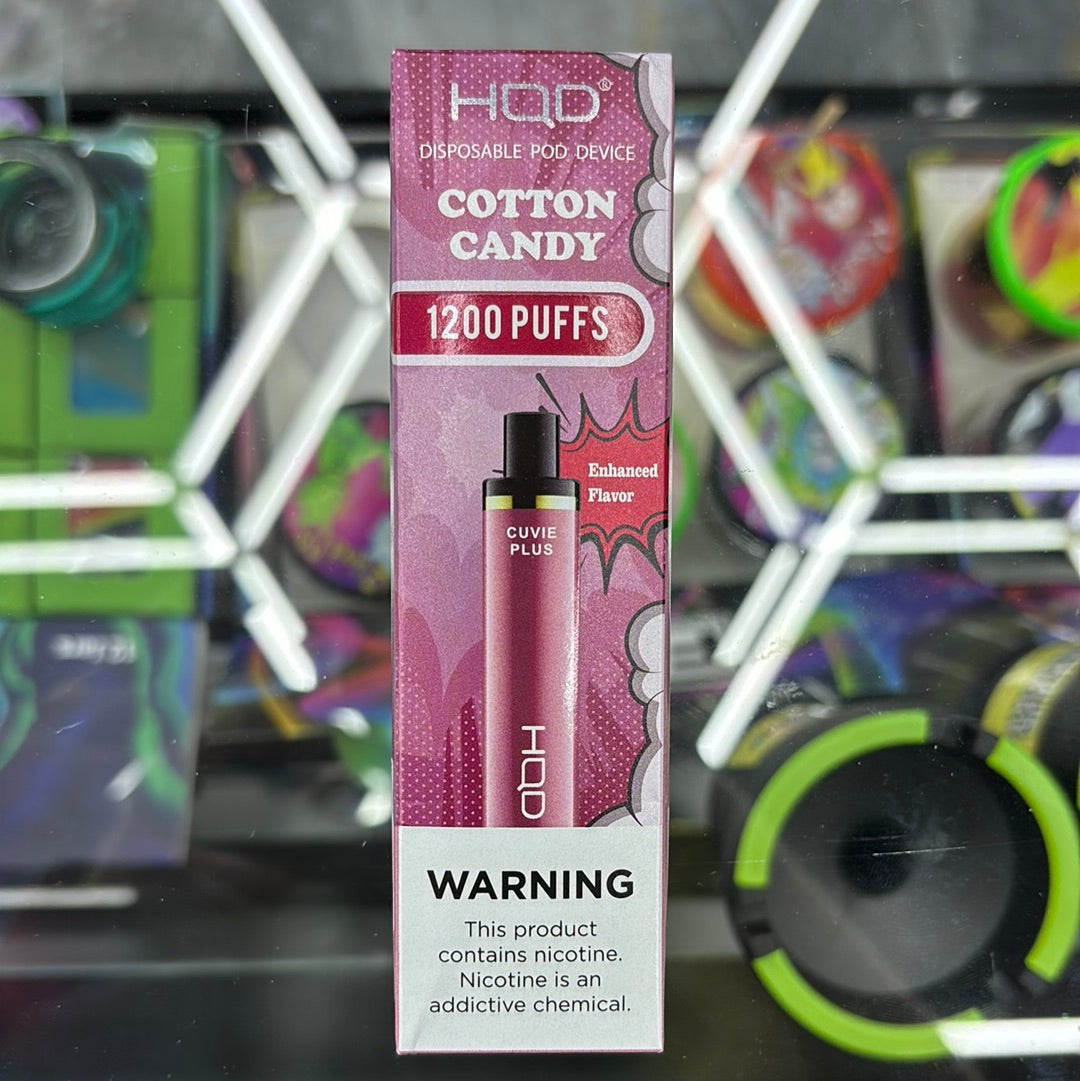 HQD®
DISPOSABLE POD DEVICE
COTTON
CANDY
1200 PUFFS
Enhanced
Flavor
CUVIE
PLUS
HQD
WARNING
This product
contains nicotine.
Nicotine is an
addictive chemical.